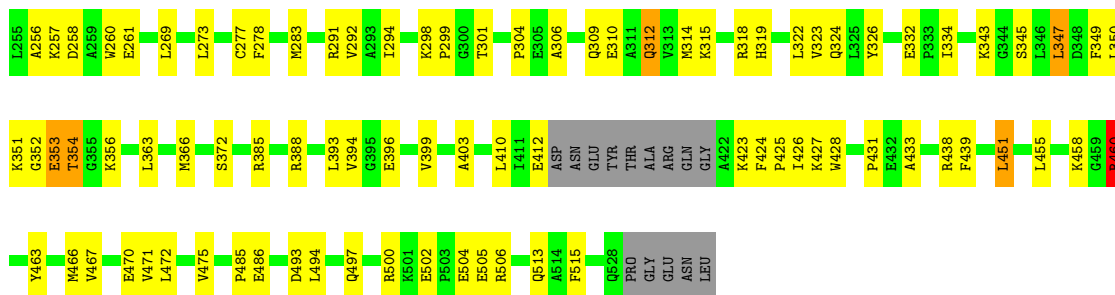 L255 A256 K257 D258 A259 W260 E261 L269 L273 C277 F278 M283 R291 V292 A293 I294 K298 P299 G300 T301 P304 E305 A306 Q309 E310 A311 Q312 V313 M314 K315 R318 H319 L322 V323 Q324 L325 Y326 E332 P333 I334 K343 G344 S345 L346 L347 D348 F349 L350
K351 G352 E353 T354 G355 K356 L363 M366 S372 R385 R388 L393 V394 G395 E396 V399 A403 L410 I411 E412 ASP ASN GLU TYR THR ALA ARG GLN GLY A422 K423 F424 P425 I426 K427 W428 P431 E432 A433 R438 F439 L451 L455 K458 G459 R460
Y463 M466 V467 E470 V471 L472 V475 P485 E486 D493 L494 Q497 R500 K501 E502 P503 E504 E505 R506 Q513 A514 F515 Q528 PRO GLY GLU ASN LEU